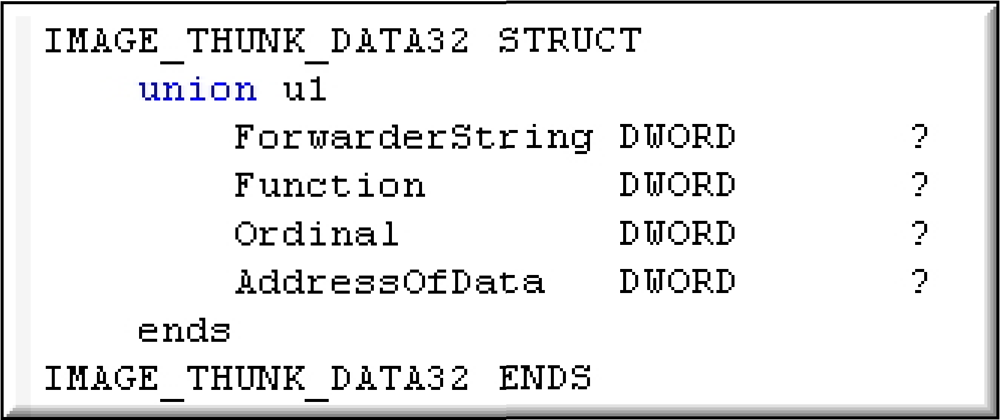 IMAGE_THUNK_DATA32 STRUCT
    union u1
        ForwarderString DWORD       ?
        Function        DWORD       ?
        Ordinal         DWORD       ?
        AddressOfData   DWORD       ?
    ends
IMAGE_THUNK_DATA32 ENDS